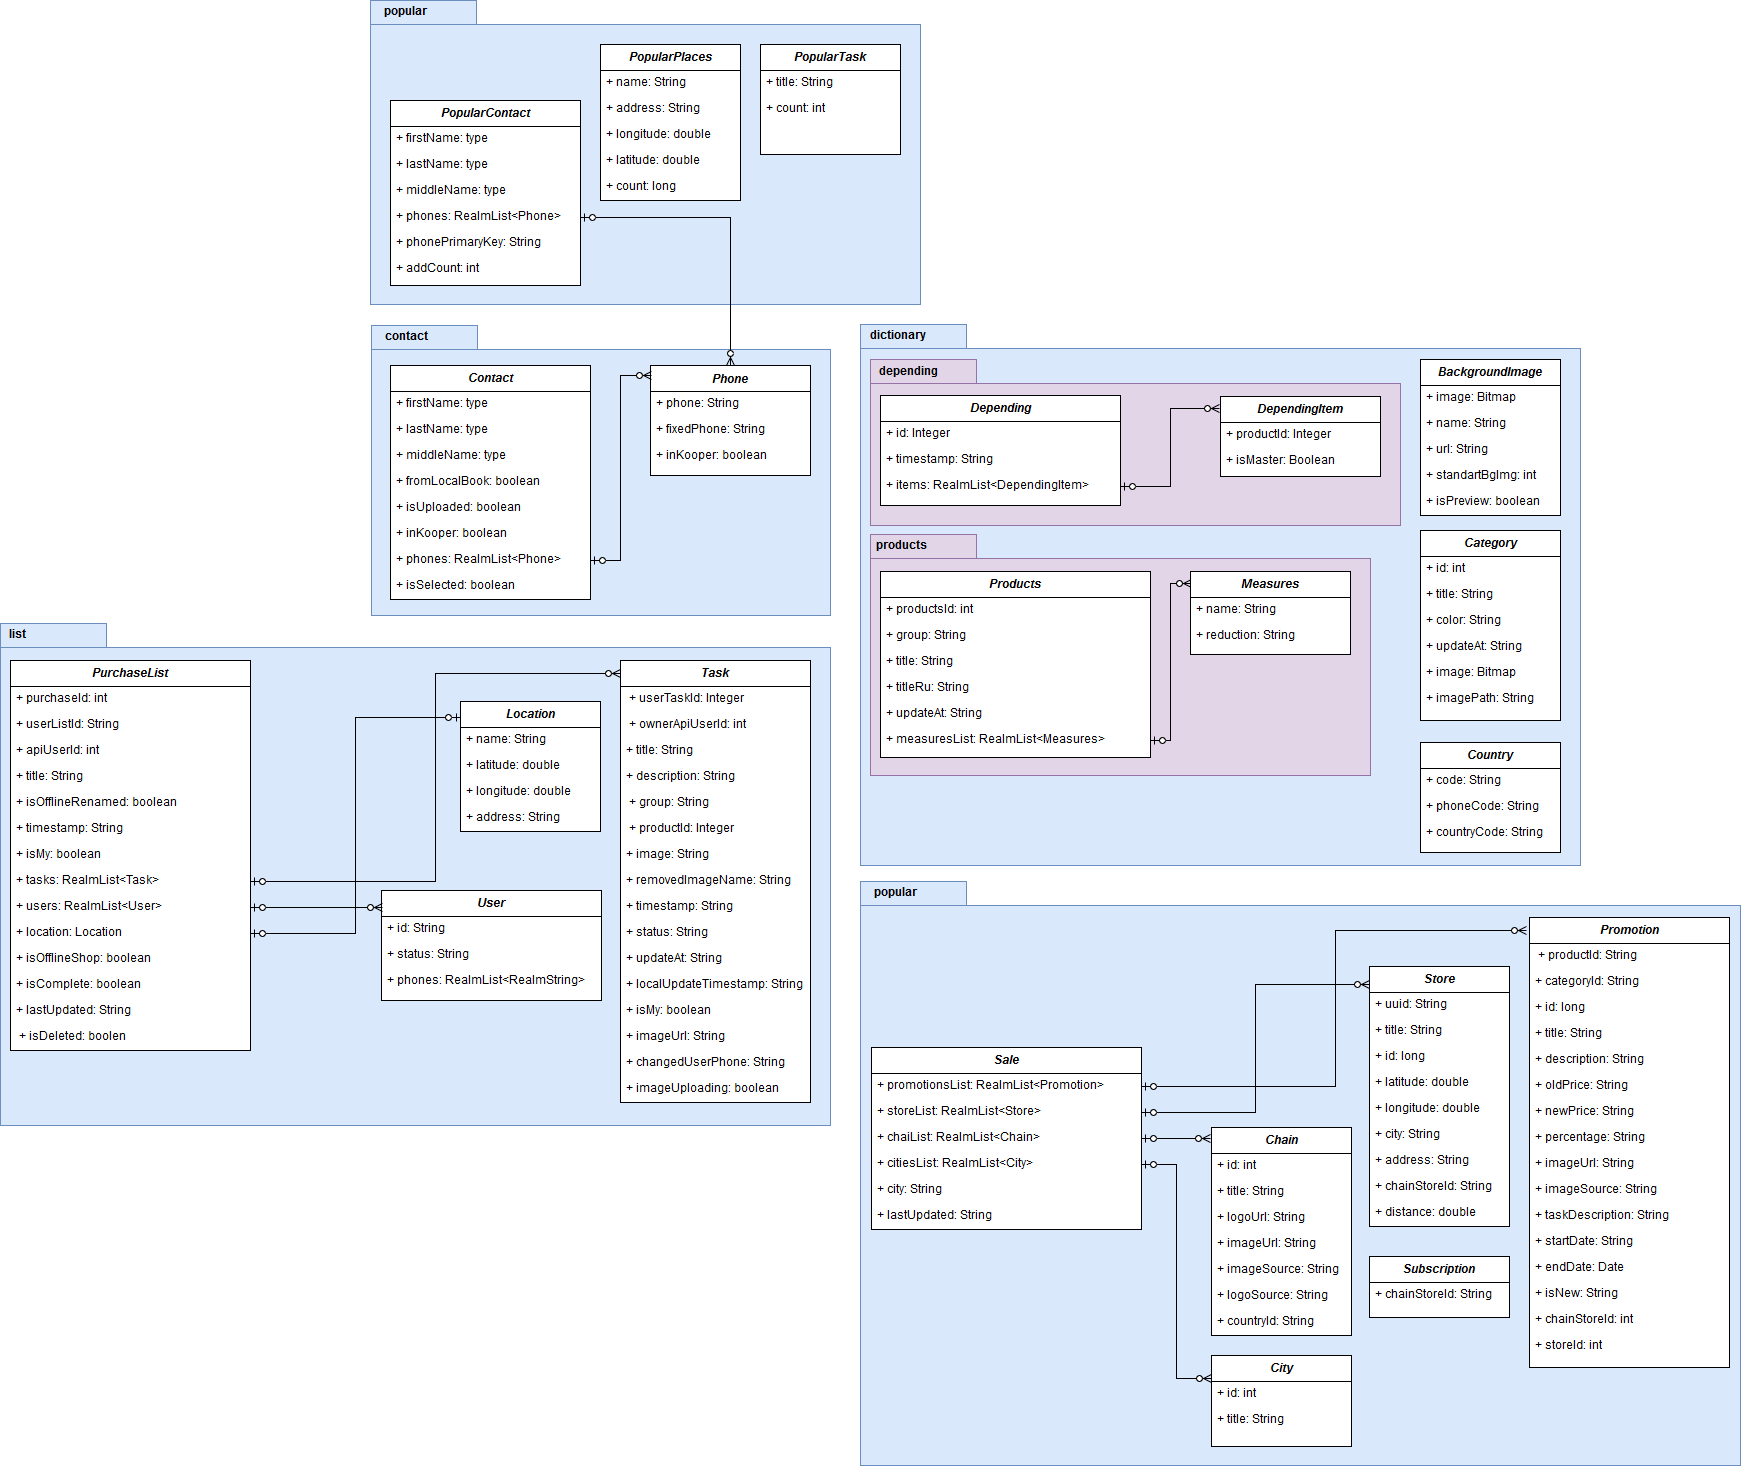 popular
PopularPlaces
+ name: String
+ address: String
+ longitude: double
+ latitude: double
+ count: long
PopularTask
+ title: String
+ count: int
PopularContact
+ firstName: type
+ lastName: type
+ middleName: type
+ phones: RealmList<Phone>
+ phonePrimaryKey: String
+ addCount: int
contact
Contact
+ firstName: type
+ lastName: type
+ middleName: type
+ fromLocalBook: boolean
+ isUploaded: boolean
+ inKooper: boolean
+ phones: RealmList<Phone>
+ isSelected: boolean
Phone
+ phone: String
+ fixedPhone: String
+ inKooper: boolean
dictionary
depending
Depending
+ id: Integer
+ timestamp: String
+ items: RealmList<DependingItem>
DependingItem
+ productId: Integer
+ isMaster: Boolean
BackgroundImage
+ image: Bitmap
+ name: String
+ url: String
+ standartBgImg: int
+ isPreview: boolean
products
Products
+ productsId: int
+ group: String
+ title: String
+ titleRu: String
+ updateAt: String
+ measuresList: RealmList<Measures>
Measures
+ name: String
+ reduction: String
Category
+ id: int
+ title: String
+ color: String
+ updateAt: String
+ image: Bitmap
+ imagePath: String
Country
+ code: String
+ phoneCode: String
+ countryCode: String
list
PurchaseList
+ purchaseId: int
+ userListId: String
+ apiUserId: int
+ title: String
+ isOfflineRenamed: boolean
+ timestamp: String
+ isMy: boolean
+ tasks: RealmList<Task>
+ users: RealmList<User>
+ location: Location
+ isOfflineShop: boolean
+ isComplete: boolean
+ lastUpdated: String
+ isDeleted: boolen
Location
+ name: String
+ latitude: double
+ longitude: double
+ address: String
User
+ id: String
+ status: String
+ phones: RealmList<RealmString>
Task
+ userTaskId: Integer
+ ownerApiUserId: int
+ title: String
+ description: String
+ group: String
+ productId: Integer
+ image: String
+ removedImageName: String
+ timestamp: String
+ status: String
+ updateAt: String
+ localUpdateTimestamp: String
+ isMy: boolean
+ imageUrl: String
+ changedUserPhone: String
+ imageUploading: boolean
popular
Sale
+ promotionsList: RealmList<Promotion>
+ storeList: RealmList<Store>
+ chaiList: RealmList<Chain>
+ citiesList: RealmList<City>
+ city: String
+ lastUpdated: String
Chain
+ id: int
+ title: String
+ logoUrl: String
+ imageUrl: String
+ imageSource: String
+ logoSource: String
+ countryId: String
City
+ id: int
+ title: String
Store
+ uuid: String
+ title: String
+ id: long
+ latitude: double
+ longitude: double
+ city: String
+ address: String
+ chainStoreId: String
+ distance: double
Subscription
+ chainStoreId: String
Promotion
+ productId: String
+ categoryId: String
+ id: long
+ title: String
+ description: String
+ oldPrice: String
+ newPrice: String
+ percentage: String
+ imageUrl: String
+ imageSource: String
+ taskDescription: String
+ startDate: String
+ endDate: Date
+ isNew: String
+ chainStoreId: int
+ storeId: int